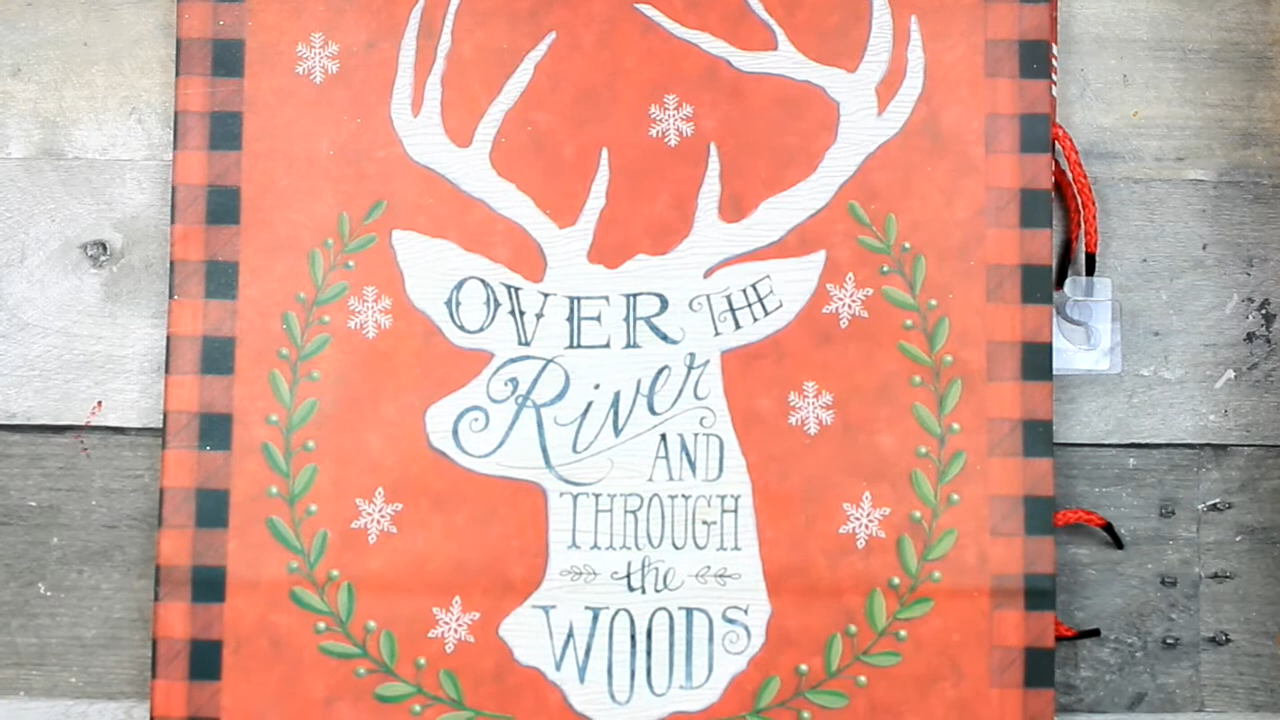 OVER THE
River
AND
THROUGH
the
WOODS